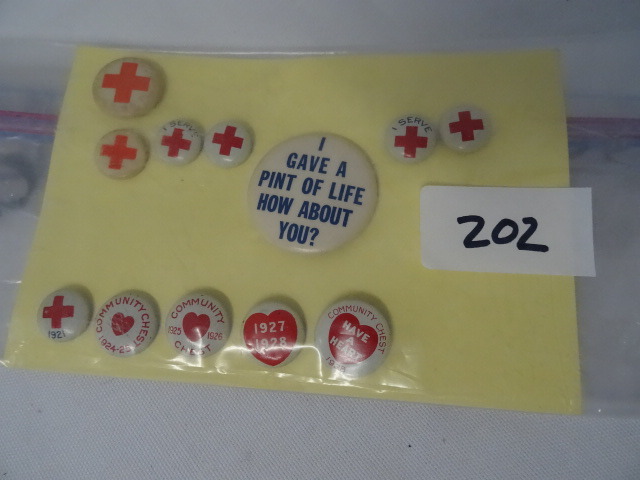 I SERVE
I SERVE
I
GAVE A
PINT OF LIFE
HOW ABOUT
YOU?
202
1921
COMMUNITY CHEST
1924-25
COMMUNITY
1925 1926
CHEST
1927
1928
COMMUNITY CHEST
HAVE
A
HEART